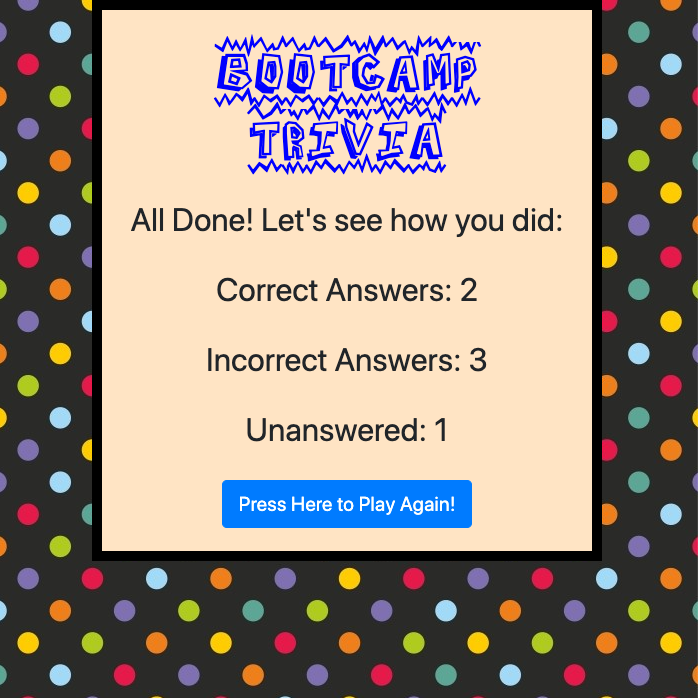 BOOTCAMP
TRIVIA
All Done! Let's see how you did:
Correct Answers: 2
Incorrect Answers: 3
Unanswered: 1
Press Here to Play Again!